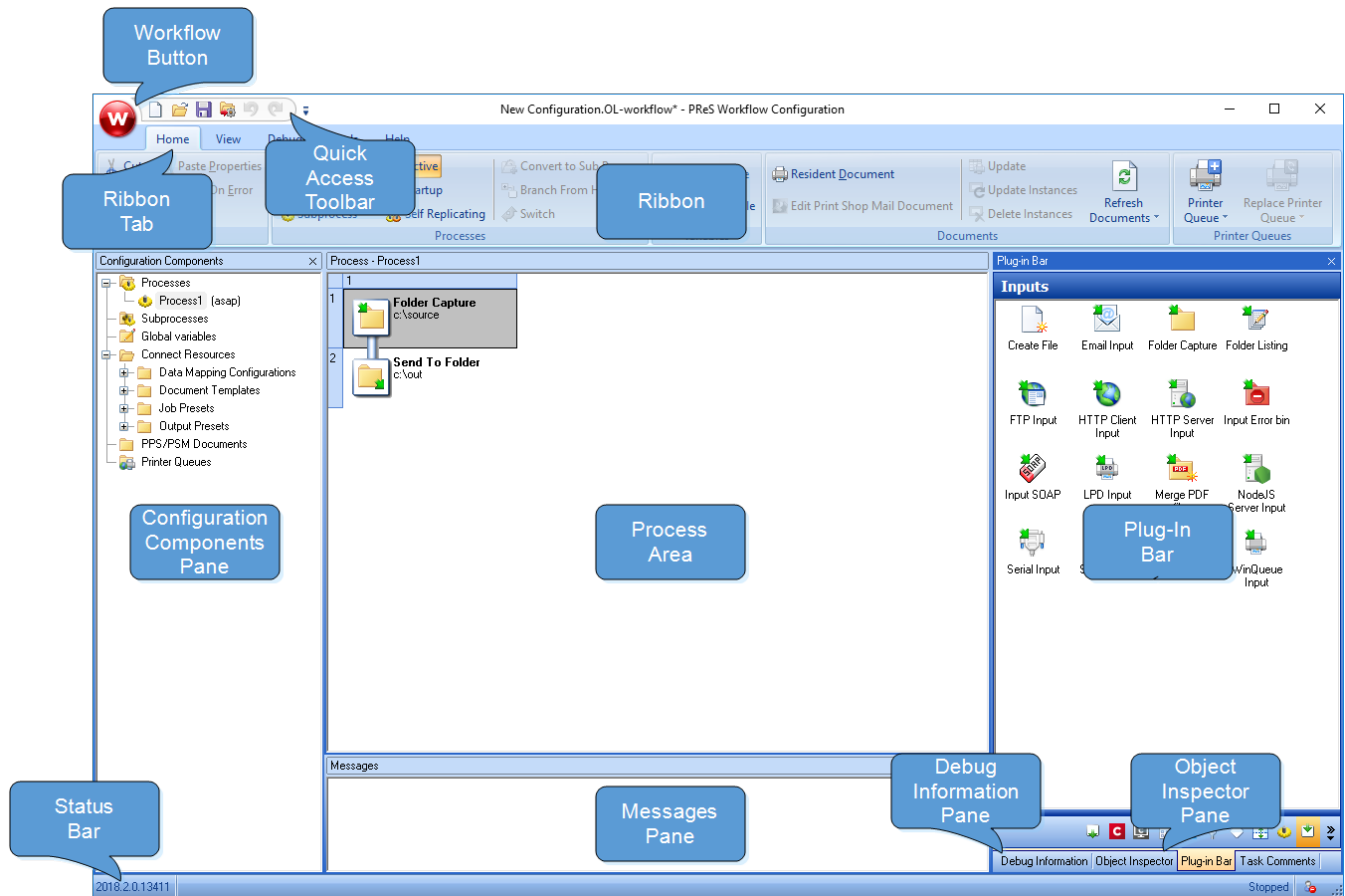 Workflow
Button
New Configuration.OL-workflow* - PReS Workflow Configuration
Home View
Help
Quick
Access
Toolbar
Ribbon
Tab
Ribbon
Paste Properties
On Error
Convert to Sub
Branch From
Switch
Self Replicating
Processes
Resident Document
Edit Print Shop Mail Document
Update
Update Instances
Delete Instances
Refresh
Documents
Documents
Printer
Queue
Replace Printer
Queue
Printer Queues
Configuration Components
Processes
Process1 (asap)
Subprocesses
Global variables
Connect Resources
Data Mapping Configurations
Document Templates
Job Presets
Output Presets
PPS/PSM Documents
Printer Queues
Configuration
Components
Pane
Process - Process1
1
1
Folder Capture
c:\source
2
Send To Folder
c:\out
Process
Area
Messages
Messages
Pane
Plug-in Bar
Inputs
Create File Email Input Folder Capture Folder Listing
FTP Input HTTP Client Input HTTP Server Input Input Error bin
Input SOAP LPD Input Merge PDF NodeJS
Server Input
Serial Input WinQueue
Input
Plug-In
Bar
Debug
Information
Pane
Object
Inspector
Pane
Debug Information Object Inspector Plug-in Bar Task Comments
Status
Bar
2018.2.0.13411
Stopped